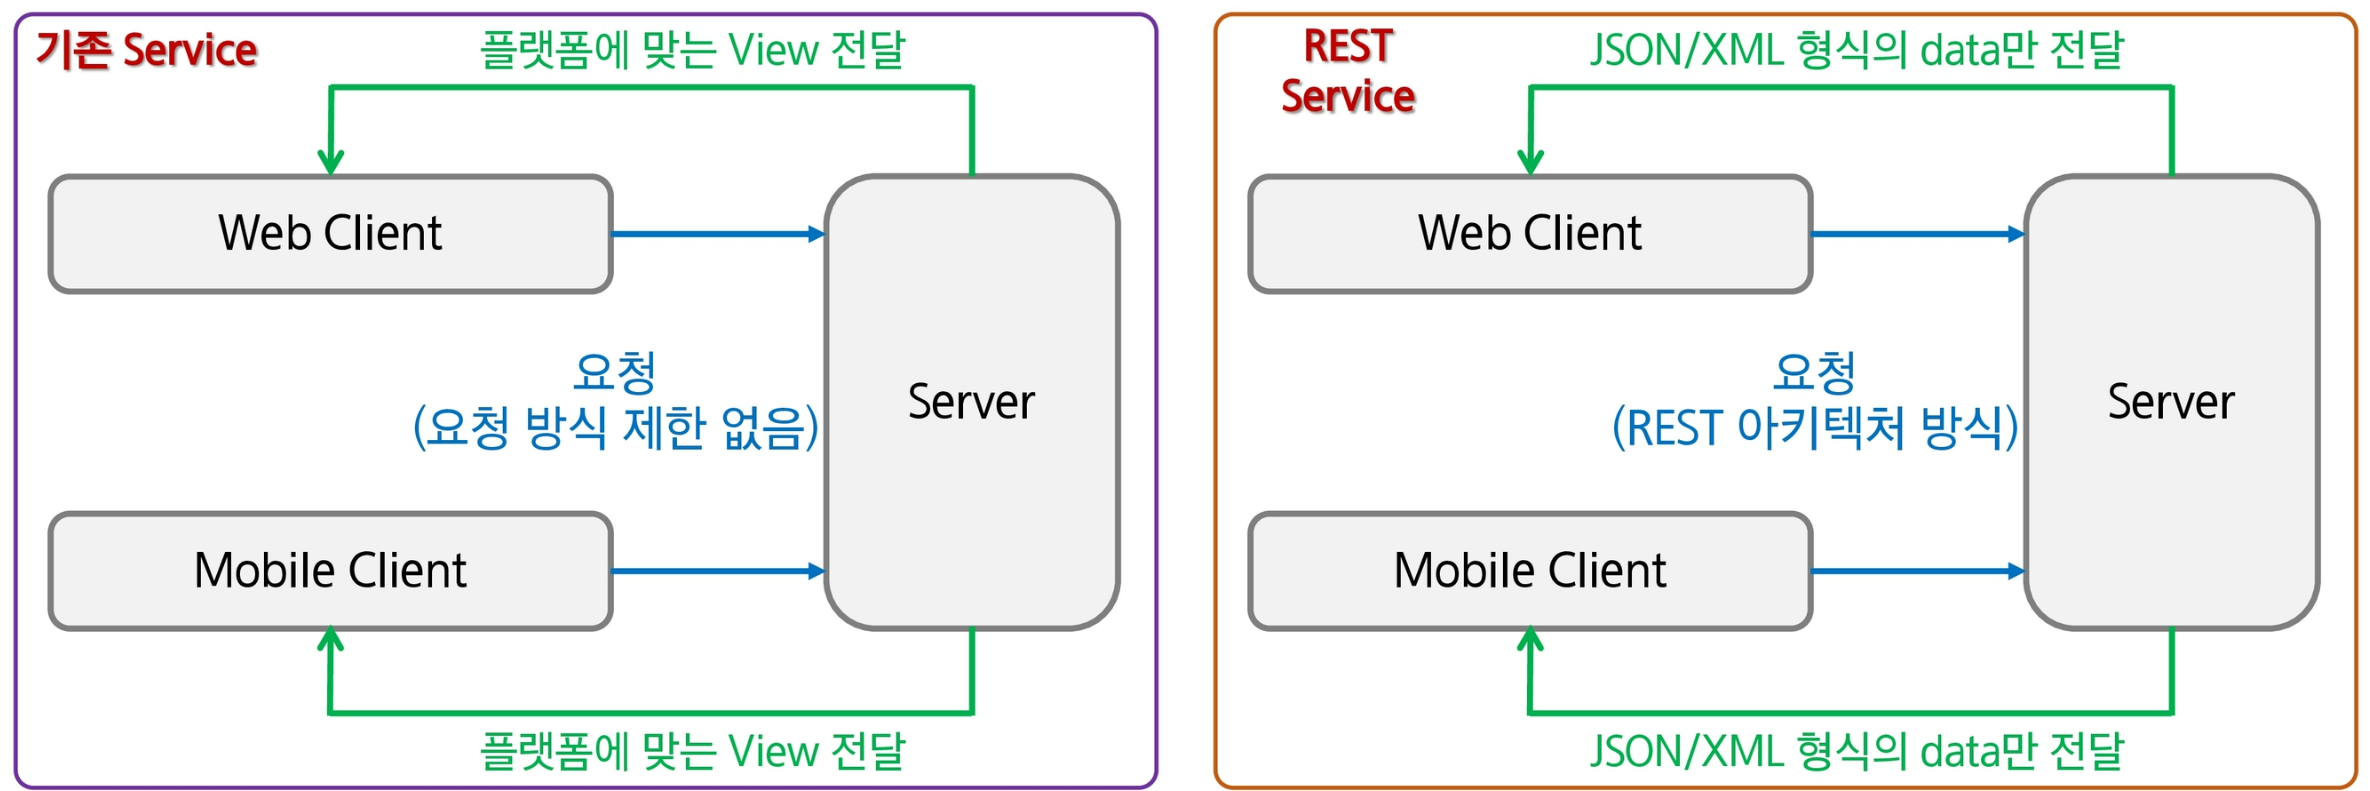 기존 Service
플랫폼에 맞는 View 전달
Web Client
요청
(요청 방식 제한 없음)
Server
Mobile Client
플랫폼에 맞는 View 전달
REST
Service
JSON/XML 형식의 data만 전달
Web Client
요청
(REST 아키텍쳐 방식)
Server
Mobile Client
JSON/XML 형식의 data만 전달